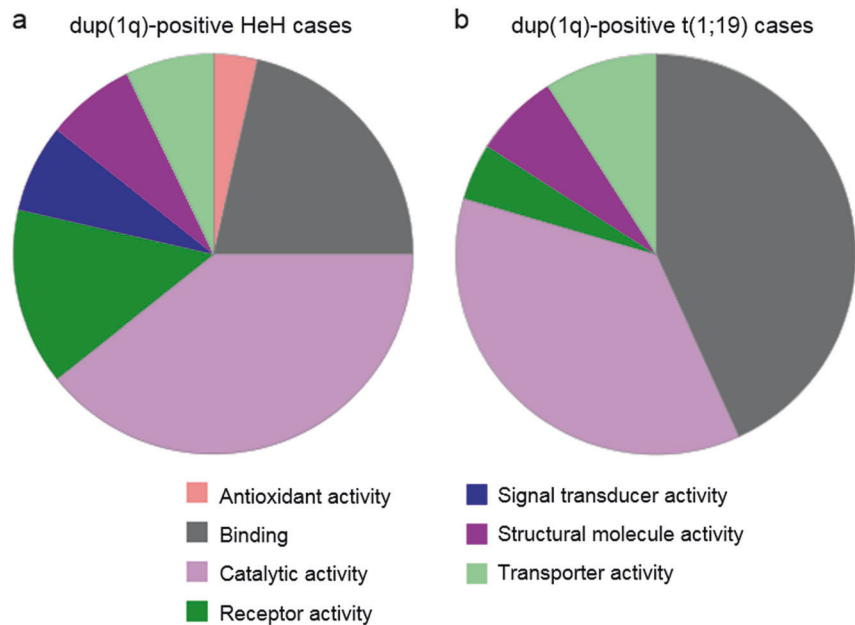 a dup(1q)-positive HeH cases
b dup(1q)-positive t(1;19) cases
Antioxidant activity
Binding
Catalytic activity
Receptor activity
Signal transducer activity
Structural molecule activity
Transporter activity